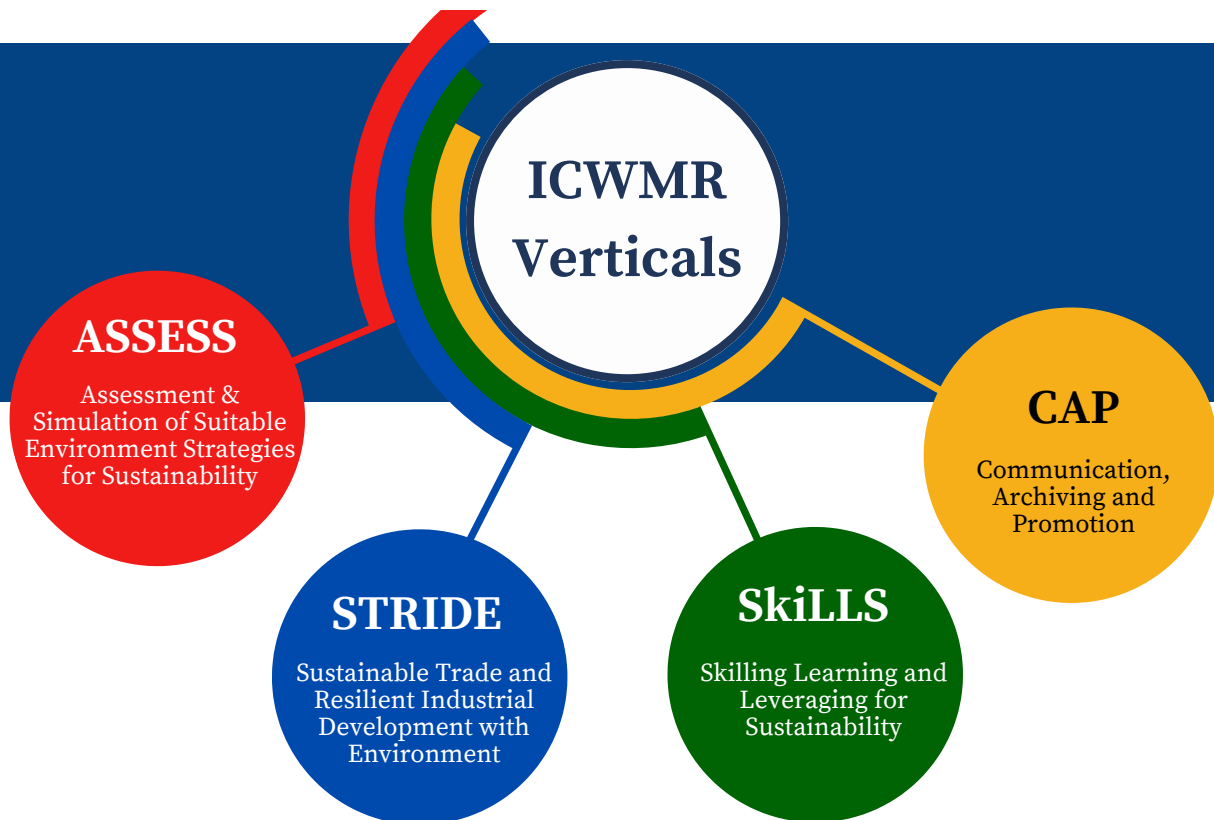 ICWMR
Verticals
ASSESS
Assessment &
Simulation of Suitable
Environment Strategies
for Sustainability
STRIDE
Sustainable Trade and
Resilient Industrial
Development with
Environment
SkiLLS
Skilling Learning and
Leveraging for
Sustainability
CAP
Communication,
Archiving and
Promotion